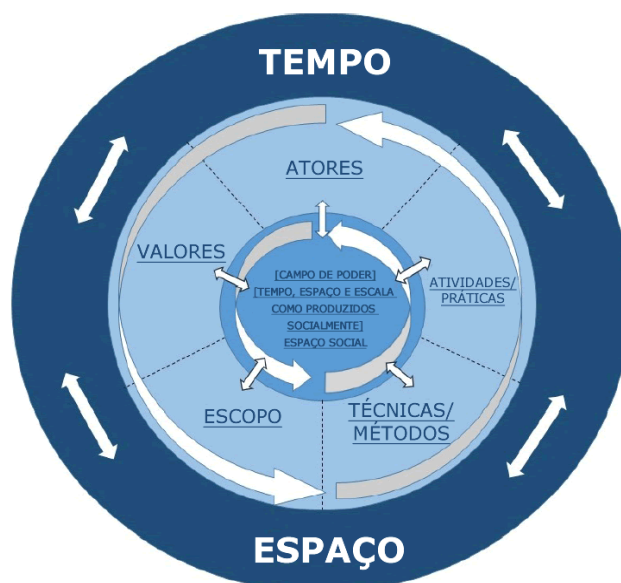 TEMPO
ATORES
VALORES
ATIVIDADES/
PRÁTICAS
[CAMPO DE PODER]
[TEMPO, ESPAÇO E ESCALA
COMO PRODUZIDOS
SOCIALMENTE]
ESPAÇO SOCIAL
ESCOPO
TÉCNICAS/
MÉTODOS
ESPAÇO